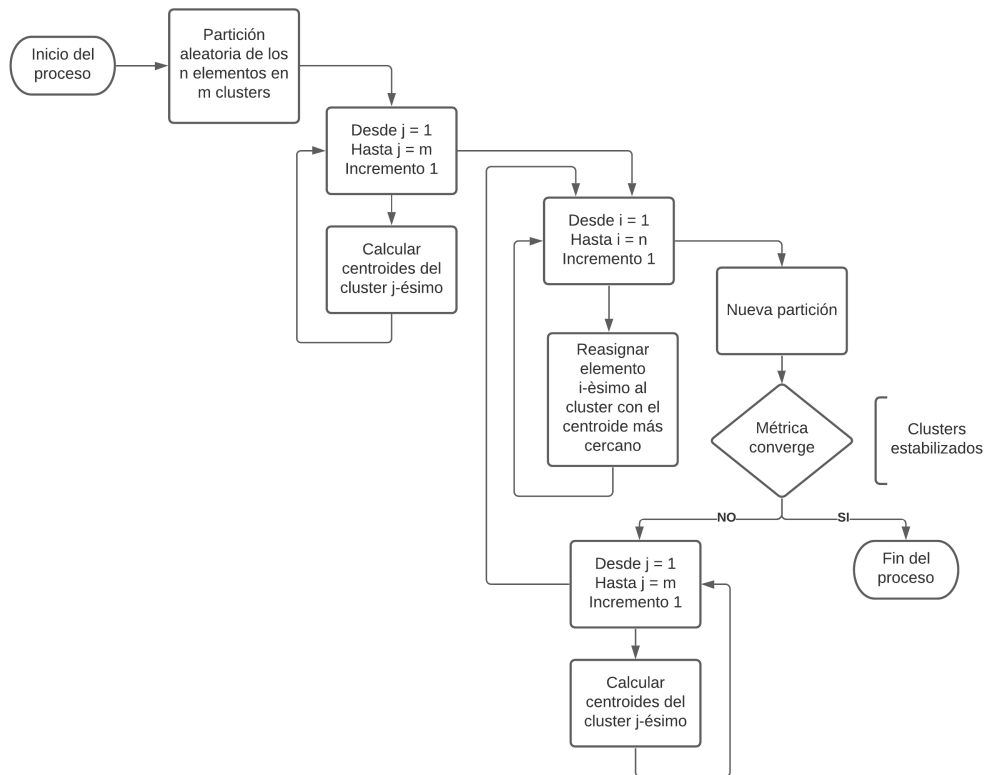 Inicio del
proceso
Partición
aleatoria de los
n elementos en
m clusters
Desde j = 1
Hasta j = m
Incremento 1
Calcular
centroides del
cluster j-ésimo
Desde i = 1
Hasta i = n
Incremento 1
Reasignar
elemento
i-èsimo al
cluster con el
centroide más
cercano
Nueva partición
Métrica
converge
Clusters
estabilizados
NO
SI
Fin del
proceso
Desde j = 1
Hasta j = m
Incremento 1
Calcular
centroides del
cluster j-ésimo